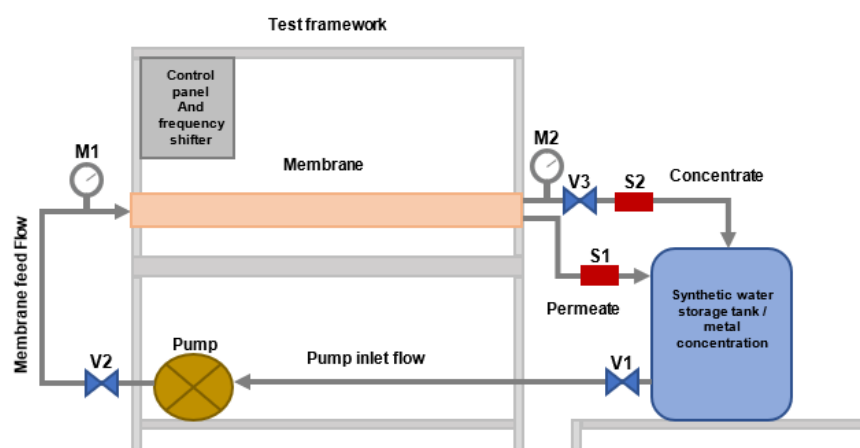 Test framework
Control
panel
And
frequency
shifter
M1
Membrane
M2
V3
S2
Concentrate
Membrane feed Flow
S1
Permeate
Synthetic water
storage tank /
metal
concentration
V2
Pump
Pump inlet flow
V1